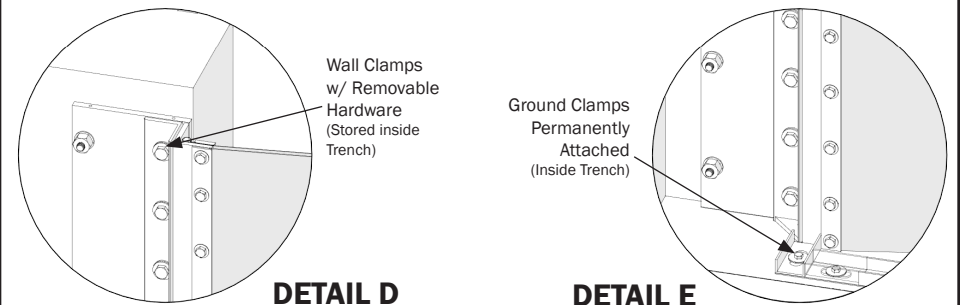 Wall Clamps
w/ Removable
Hardware
(Stored inside
Trench)
DETAIL D
Ground Clamps
Permanently
Attached
(Inside Trench)
DETAIL E